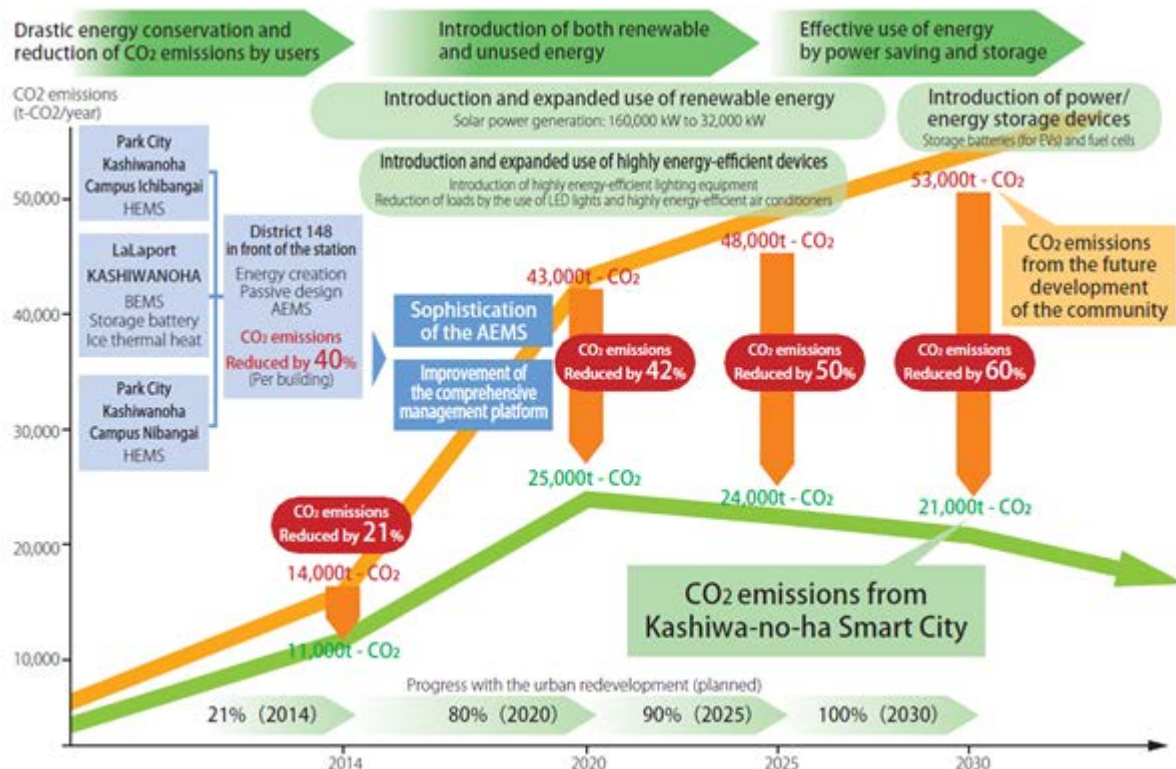 Drastic energy conservation and
reduction of CO2 emissions by users
Introduction of both renewable
and unused energy
Effective use of energy
by power saving and storage
CO2 emissions
(t-CO2/year)
Introduction and expanded use of renewable energy
Solar power generation: 160,000 kW to 32,000 kW
Introduction of power/
energy storage devices
Storage batteries (for EVs) and fuel cells
Introduction and expanded use of highly energy-efficient devices
Introduction of highly energy-efficient lighting equipment
Reduction of loads by the use of LED lights and highly energy-efficient air conditioners
50,000
40,000
30,000
20,000
10,000
Park City
Kashiwanoha
Campus Ichibangai
HEMS
LaLaport
KASHIWANOHA
BEMS
Storage battery
Ice thermal heat
Park City
Kashiwanoha
Campus Nibangai
HEMS
District 148
in front of the station
Energy creation
Passive design
AEMS
CO2 emissions
Reduced by 40%
(Per building)
Sophistication
of the AEMS
Improvement of
the comprehensive
management platform
CO2 emissions
Reduced by 21%
14,000t - CO2
11,000t - CO2
43,000t - CO2
CO2 emissions
Reduced by 42%
25,000t - CO2
48,000t - CO2
CO2 emissions
Reduced by 50%
24,000t - CO2
53,000t - CO2
CO2 emissions
Reduced by 60%
21,000t - CO2
CO2 emissions
from the future
development
of the community
CO2 emissions from
Kashiwa-no-ha Smart City
Progress with the urban redevelopment (planned)
21% (2014)
80% (2020)
90% (2025)
100% (2030)
2014
2020
2025
2030